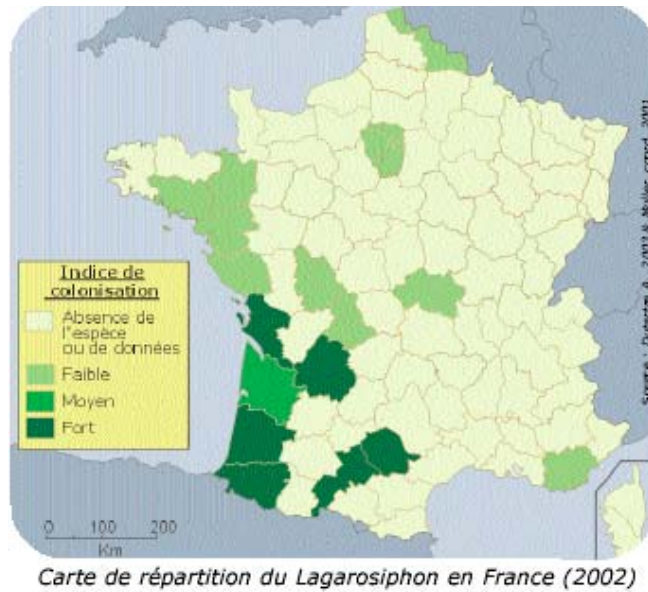 Indice de
colonisation
Absence de
l'espèce
ou de données
Faible
Moyen
Fort
0 100 200
Km
Source :
Carte de répartition du Lagarosiphon en France (2002)